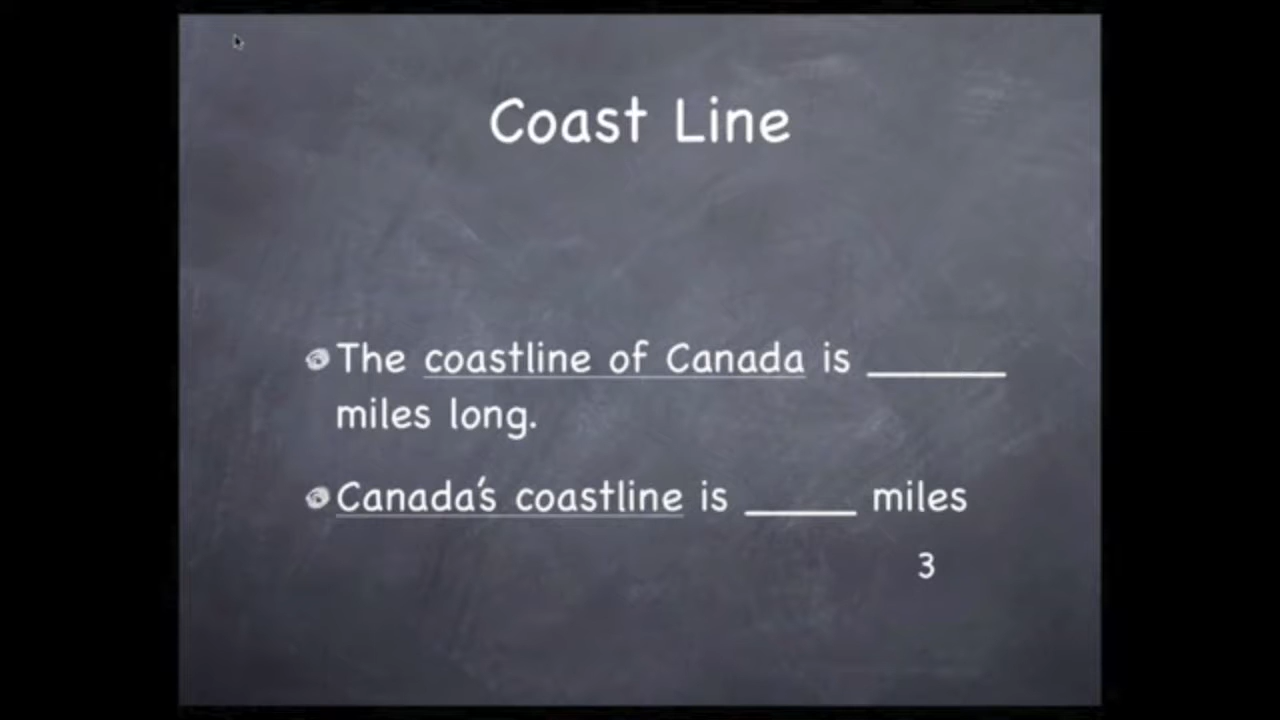 Coast Line
The coastline of Canada is ______
miles long.
Canada's coastline is _____ miles
3